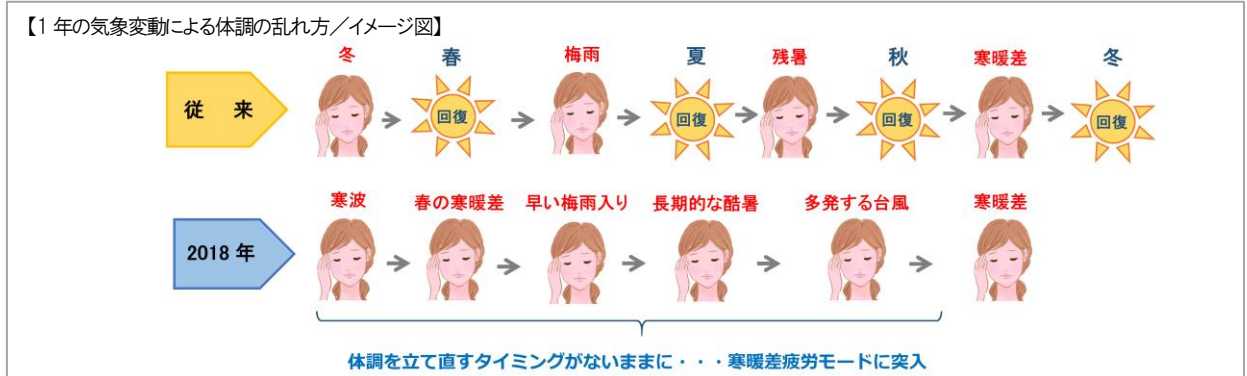 【1 年の気象変動による体調の乱れ方／イメージ図】
冬 春 梅雨 夏 残暑 秋 寒暖差 冬
従 来 回復 回復 回復 回復
寒波 春の寒暖差 早い梅雨入り 長期的な酷暑 多発する台風 寒暖差
2018 年
体調を立て直すタイミングがないままに・・・寒暖差疲労モードに突入